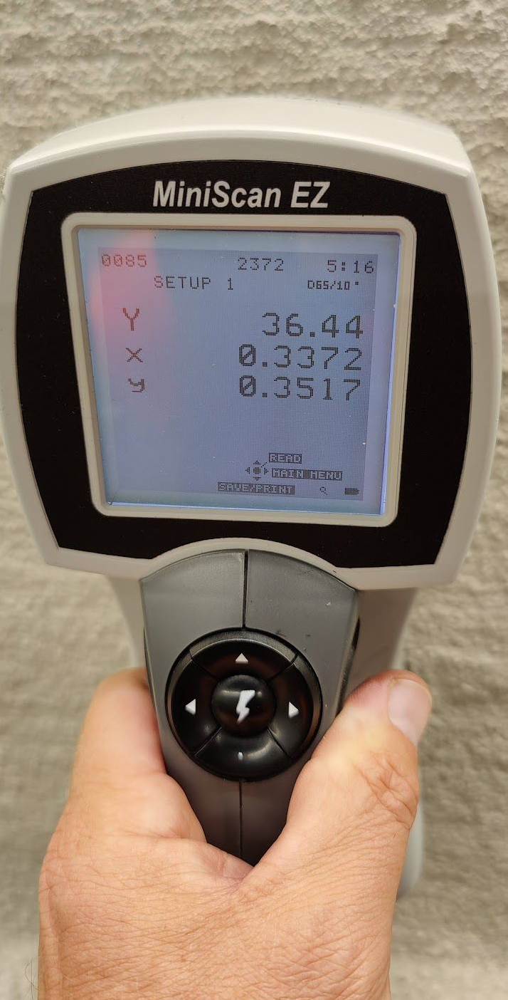 MiniScan EZ
0085 2372 5:16
SETUP 1 D65/10°
Y 36.44
x 0.3372
y 0.3517
READ
MAIN MENU
SAVE/PRINT